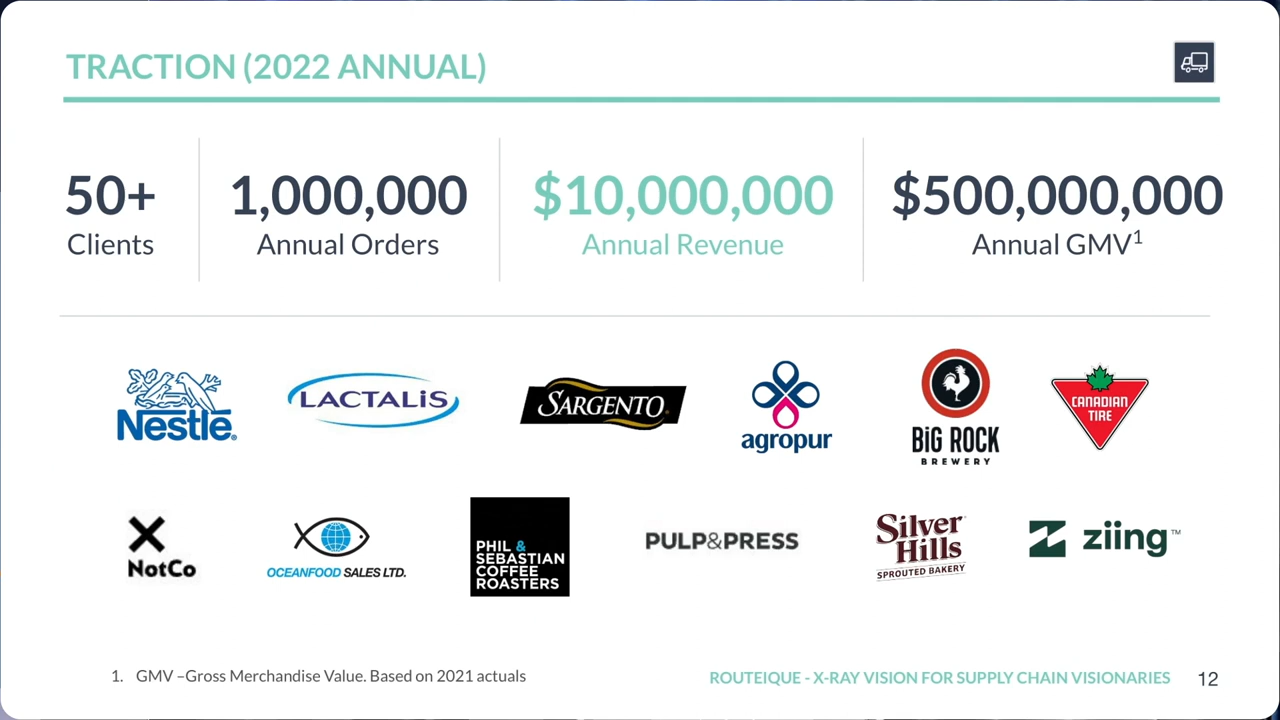 TRACTION (2022 ANNUAL)
50+
Clients
1,000,000
Annual Orders
$10,000,000
Annual Revenue
$500,000,000
Annual GMV1
Nestlē®
LACTALiS
SARGENTO®
agropur
BiG ROCK
BREWERY
CANADIAN
TIRE
NotCo
OCEANFOOD SALES LTD.
PHIL &
SEBASTIAN
COFFEE
ROASTERS
PULP&PRESS
Silver
Hills
SPROUTED BAKERY
ziing™
1. GMV –Gross Merchandise Value. Based on 2021 actuals
ROUTEIQUE - X-RAY VISION FOR SUPPLY CHAIN VISIONARIES
12